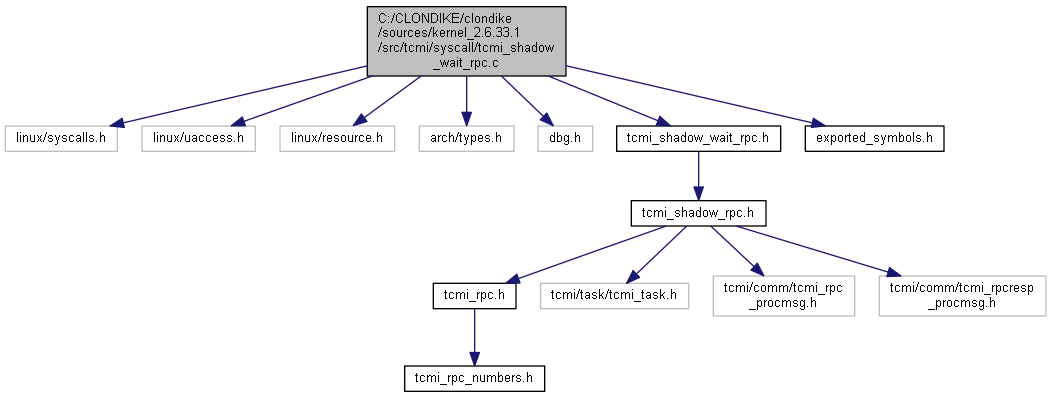 C:/CLONDIKE/clondike
/sources/kernel_2.6.33.1
/src/tcmi/syscall/tcmi_shadow
_wait_rpc.c
linux/syscalls.h
linux/uaccess.h
linux/resource.h
arch/types.h
dbg.h
tcmi_shadow_wait_rpc.h
exported_symbols.h
tcmi_shadow_rpc.h
tcmi_rpc.h
tcmi/task/tcmi_task.h
tcmi/comm/tcmi_rpc
_procmsg.h
tcmi/comm/tcmi_rpcresp
_procmsg.h
tcmi_rpc_numbers.h